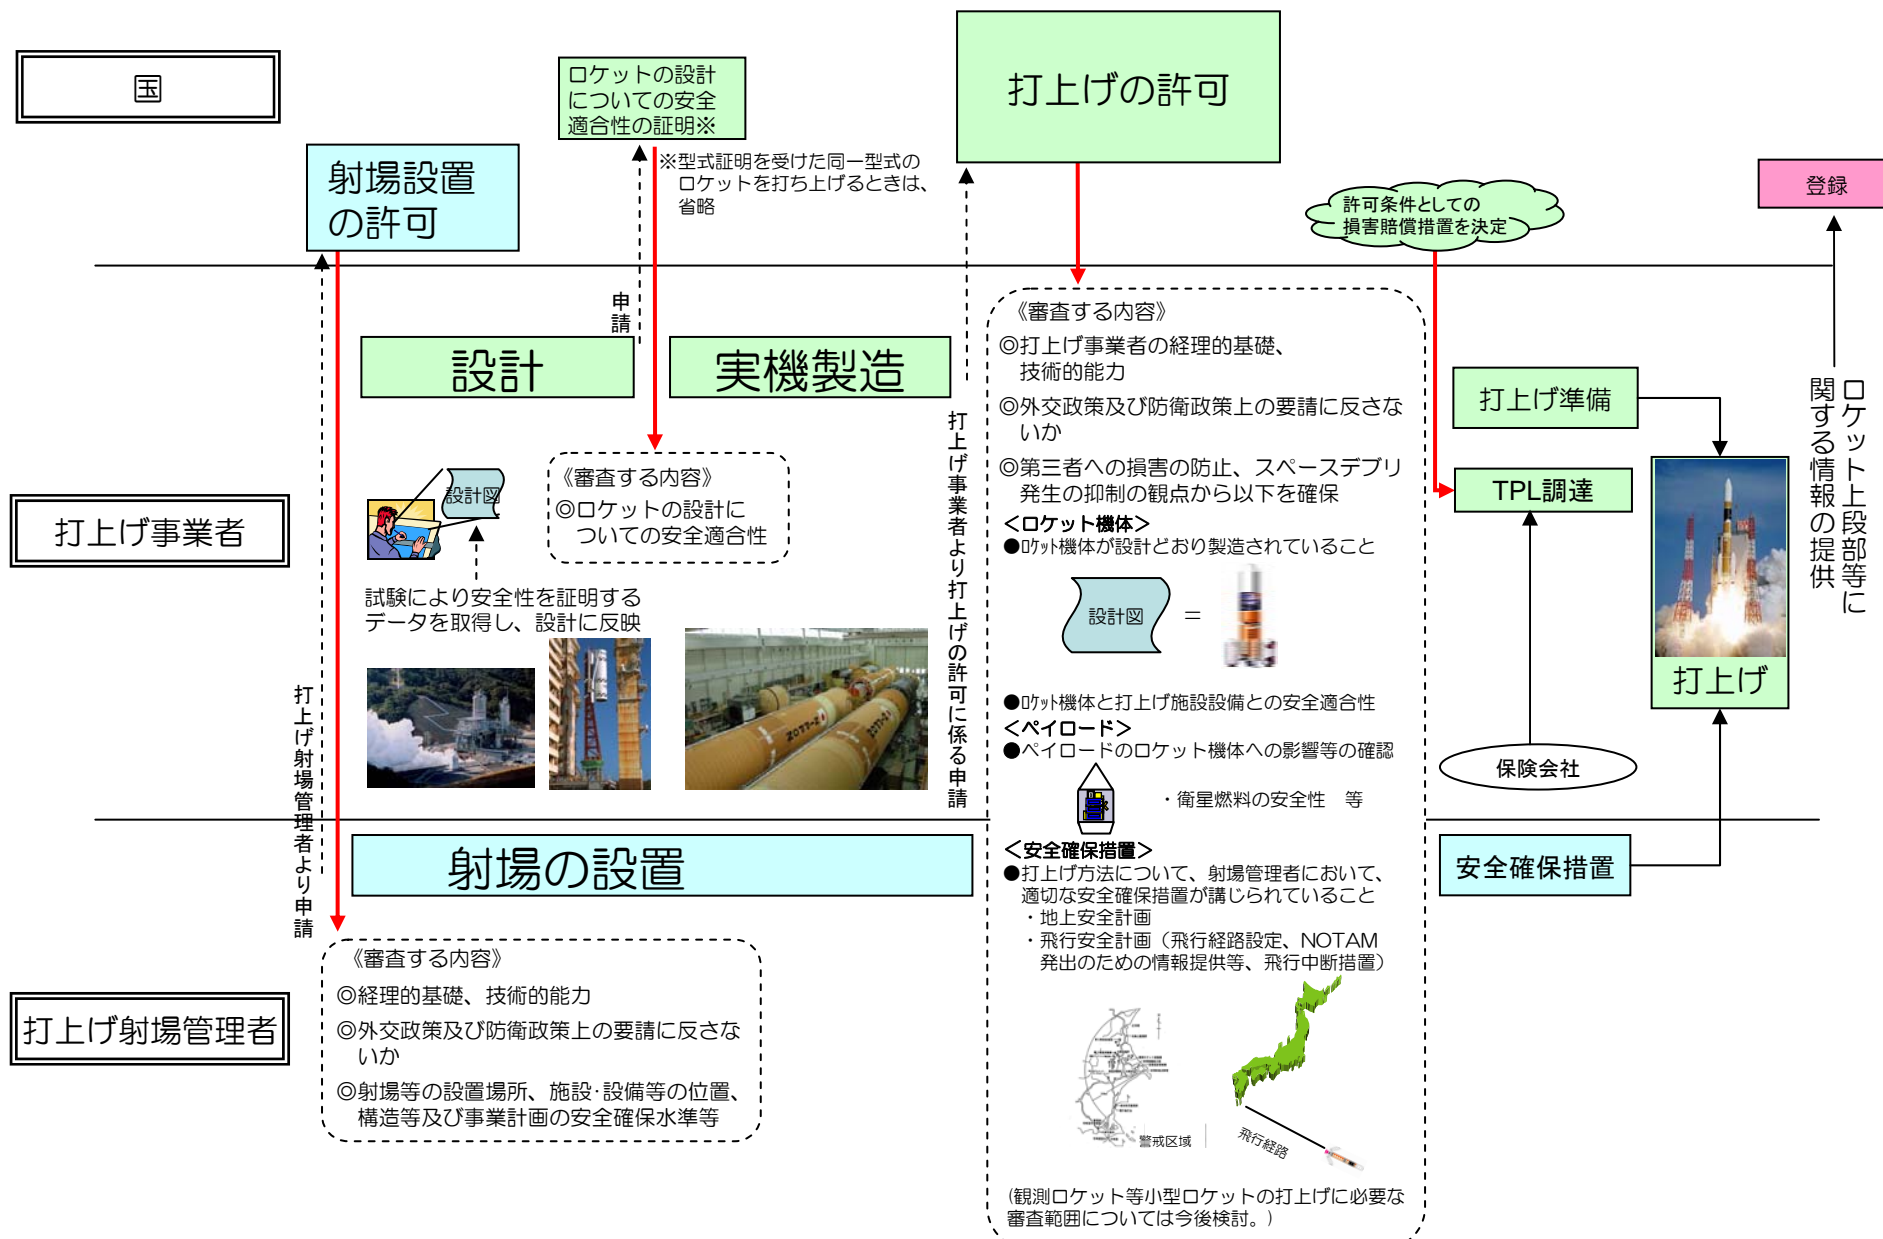 国
ロケットの設計
についての安全
適合性の証明※
打上げの許可
射場設置
の許可
※型式証明を受けた同一型式の
ロケットを打ち上げるときは、
省略
許可条件としての
損害賠償措置を決定
登録
申請
設計
実機製造
《審査する内容》
◎打上げ事業者の経理的基礎、
技術的能力
◎外交政策及び防衛政策上の要請に反さな
いか
◎第三者への損害の防止、スペースデブリ
発生の抑制の観点から以下を確保
<ロケット機体>
●ロケット機体が設計どおり製造されていること
設計図
=
●ロケット機体と打上げ施設設備との安全適合性
<ペイロード>
●ペイロードのロケット機体への影響等の確認
・衛星燃料の安全性　等
<安全確保措置>
●打上げ方法について、射場管理者において、
適切な安全確保措置が講じられていること
・地上安全計画
・飛行安全計画（飛行経路設定、NOTAM
発出のための情報提供等、飛行中断措置）
警戒区域
飛行経路
(観測ロケット等小型ロケットの打上げに必要な
審査範囲については今後検討。)
打上げ準備
TPL調達
打上げ
保険会社
安全確保措置
ロケット上段部等に
関する情報の提供
打上げ事業者
設計図
《審査する内容》
◎ロケットの設計に
ついての安全適合性
試験により安全性を証明する
データを取得し、設計に反映
打上げ事業者より打上げの許可に係る申請
打上げ射場管理者より申請
射場の設置
打上げ射場管理者
《審査する内容》
◎経理的基礎、技術的能力
◎外交政策及び防衛政策上の要請に反さな
いか
◎射場等の設置場所、施設・設備等の位置、
構造等及び事業計画の安全確保水準等